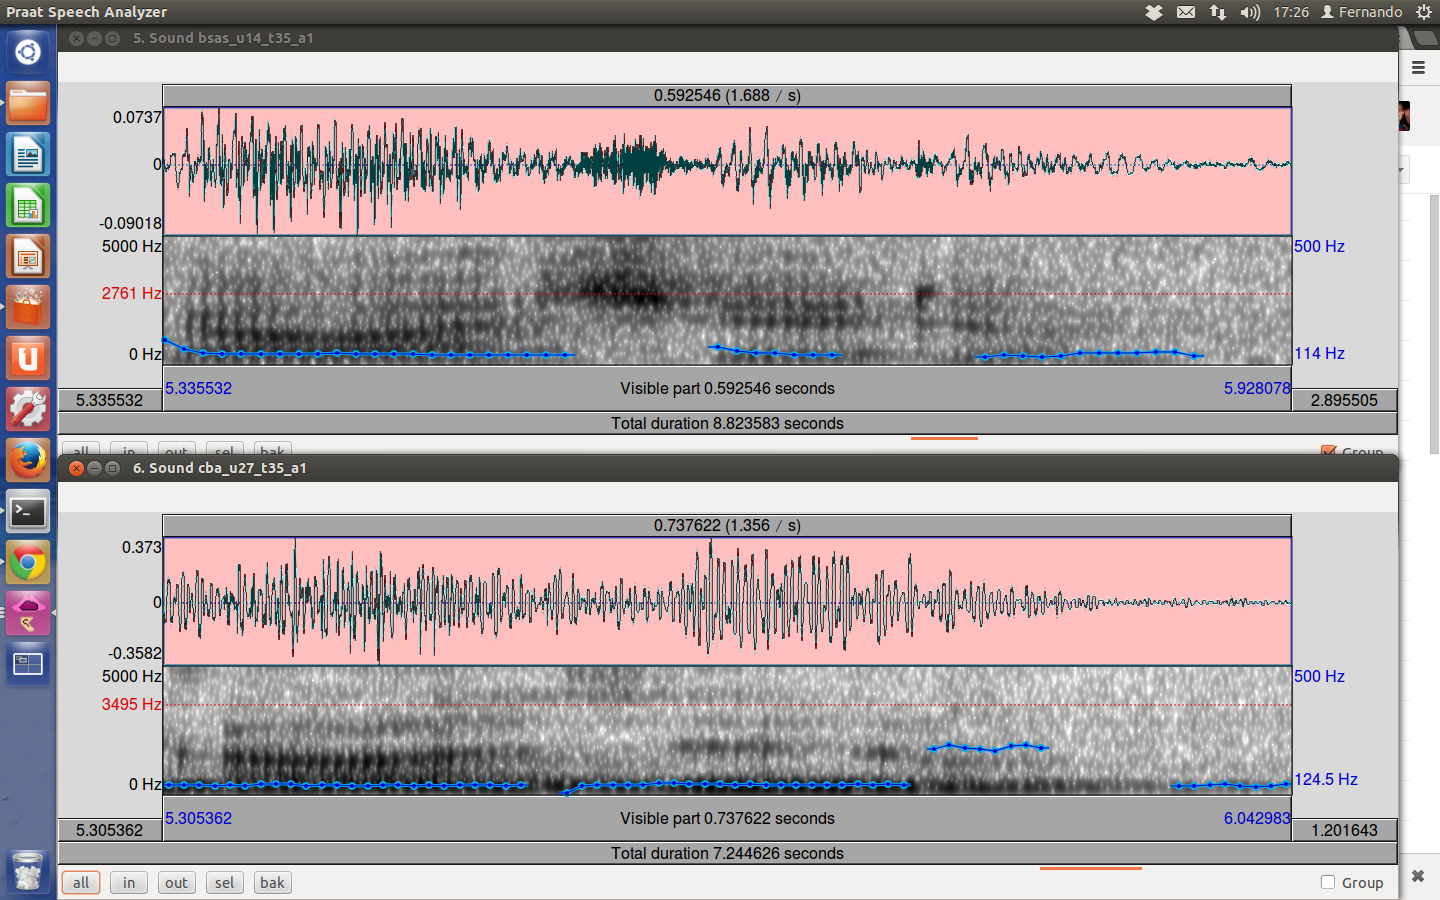 Praat Speech Analyzer
17:26 Fernando
5. Sound bsas_u14_t35_a1
0.592546 (1.688 / s)
0.0737
0
-0.09018
5000 Hz
500 Hz
2761 Hz
0 Hz
114 Hz
5.335532
Visible part 0.592546 seconds
5.928078
5.335532
2.895505
Total duration 8.823583 seconds
all in out sel bak Group
6. Sound cba_u27_t35_a1
0.737622 (1.356 / s)
0.373
0
-0.3582
5000 Hz
500 Hz
3495 Hz
0 Hz
124.5 Hz
5.305362
Visible part 0.737622 seconds
6.042983
5.305362
1.201643
Total duration 7.244626 seconds
all in out sel bak Group